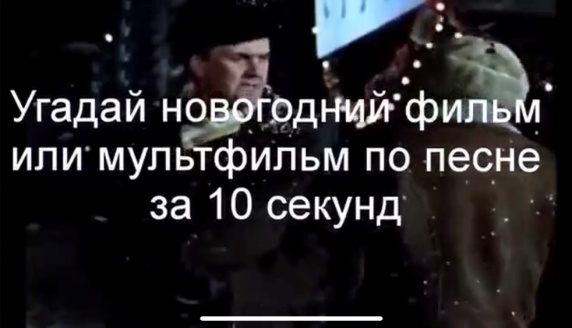 Угадай новогодний фильм
или мультфильм по песне
за 10 секунд